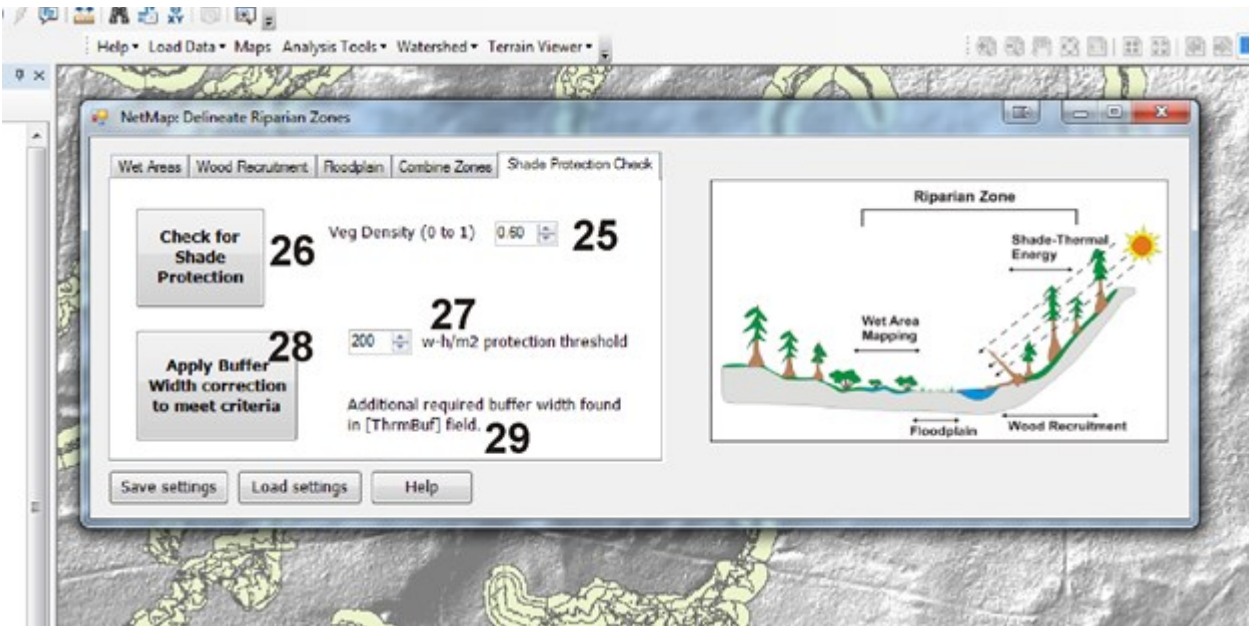 Help Load Data Maps Analysis Tools Watershed Terrain Viewer
NetMap: Delineate Riparian Zones
Wet Areas Wood Recrutment Floodplain Combine Zones Shade Protection Check
Check for
Shade
Protection
26
Veg Density (0 to 1) 0.60 25
28
Apply Buffer
Width correction
to meet criteria
27
200 w-h/m2 protection threshold
Additional required buffer width found
in [ThrmBuf] field.
29
Save settings Load settings Help
Riparian Zone
Shade-Thermal
Energy
Wet Area
Mapping
Floodplain
Wood Recruitment